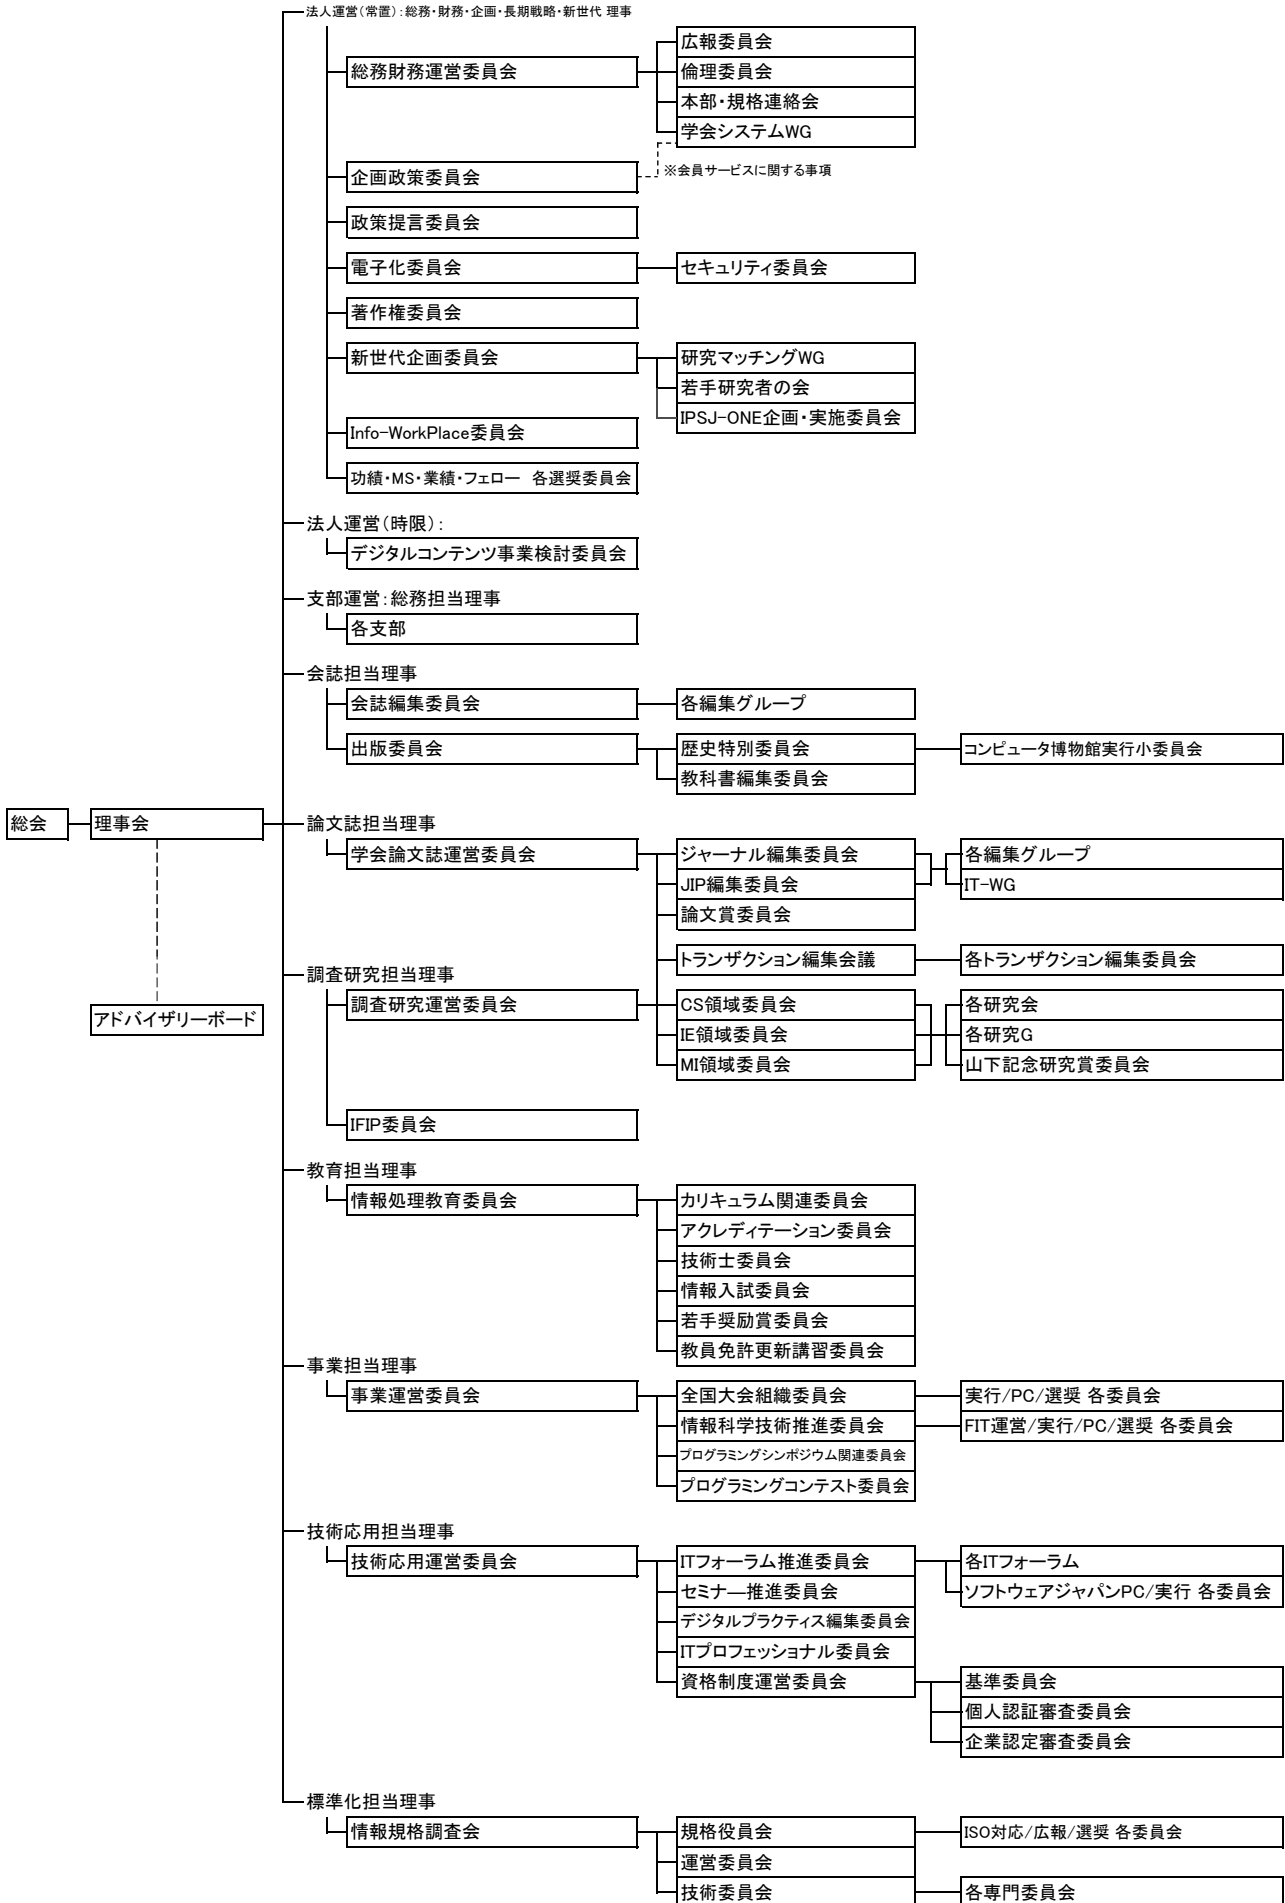 法人運営(常置):総務・財務・企画・長期戦略・新世代 理事
広報委員会
総務財務運営委員会
倫理委員会
本部・規格連絡会
学会システムWG
※会員サービスに関する事項
企画政策委員会
政策提言委員会
電子化委員会
セキュリティ委員会
著作権委員会
新世代企画委員会
研究マッチングWG
若手研究者の会
IPSJ-ONE企画・実施委員会
Info-WorkPlace委員会
功績・MS・業績・フェロー 各選奨委員会
法人運営(時限):
デジタルコンテンツ事業検討委員会
支部運営:総務担当理事
各支部
会誌担当理事
会誌編集委員会
各編集グループ
出版委員会
歴史特別委員会
コンピュータ博物館実行小委員会
教科書編集委員会
総会
理事会
論文誌担当理事
学会論文誌運営委員会
ジャーナル編集委員会
各編集グループ
JIP編集委員会
IT-WG
論文賞委員会
トランザクション編集会議
各トランザクション編集委員会
調査研究担当理事
アドバイザリーボード
調査研究運営委員会
CS領域委員会
各研究会
IE領域委員会
各研究G
MI領域委員会
山下記念研究賞委員会
IFIP委員会
教育担当理事
情報処理教育委員会
カリキュラム関連委員会
アクレディテーション委員会
技術士委員会
情報入試委員会
若手奨励賞委員会
教員免許更新講習委員会
事業担当理事
事業運営委員会
全国大会組織委員会
実行/PC/選奨 各委員会
情報科学技術推進委員会
FIT運営/実行/PC/選奨 各委員会
プログラミングシンポジウム関連委員会
プログラミングコンテスト委員会
技術応用担当理事
技術応用運営委員会
ITフォーラム推進委員会
各ITフォーラム
セミナ―推進委員会
ソフトウェアジャパンPC/実行 各委員会
デジタルプラクティス編集委員会
ITプロフェッショナル委員会
資格制度運営委員会
基準委員会
個人認証審査委員会
企業認定審査委員会
標準化担当理事
情報規格調査会
規格役員会
ISO対応/広報/選奨 各委員会
運営委員会
技術委員会
各専門委員会